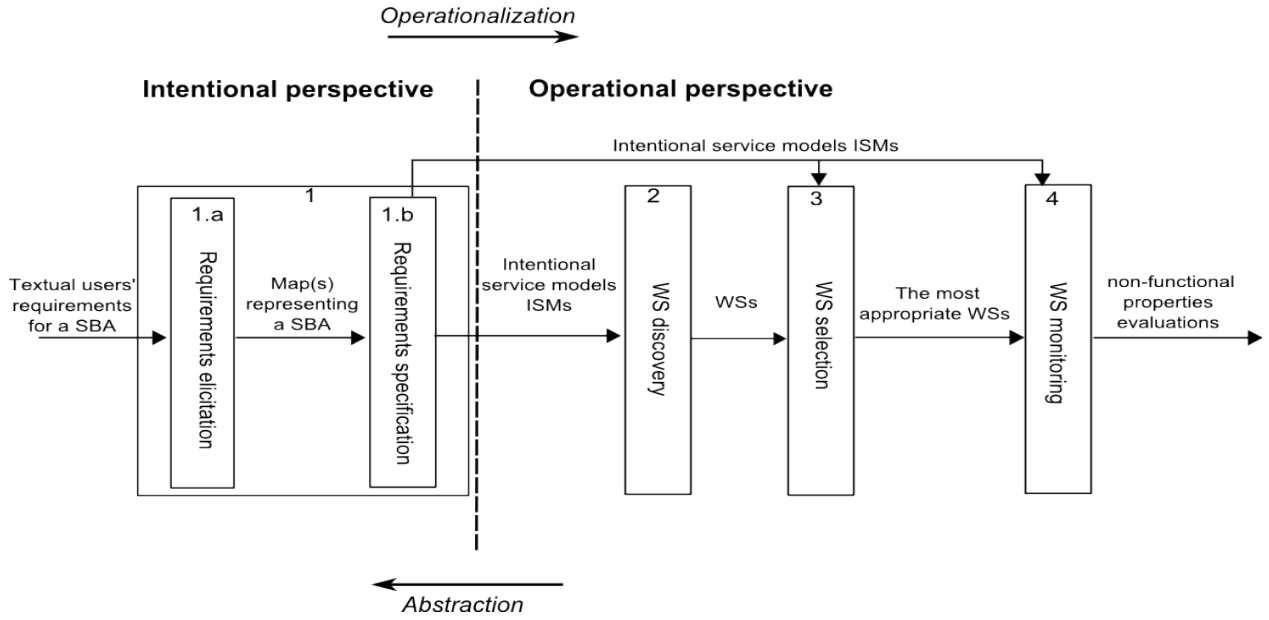 Operationalization
Intentional perspective
Operational perspective
Intentional service models ISMs
1
1.a
1.b
2
3
4
Textual users'
requirements
for a SBA
Requirements elicitation
Map(s)
representing
a SBA
Requirements specification
Intentional
service models
ISMs
WS discovery
WSs
WS selection
The most
appropriate WSs
WS monitoring
non-functional
properties
evaluations
Abstraction